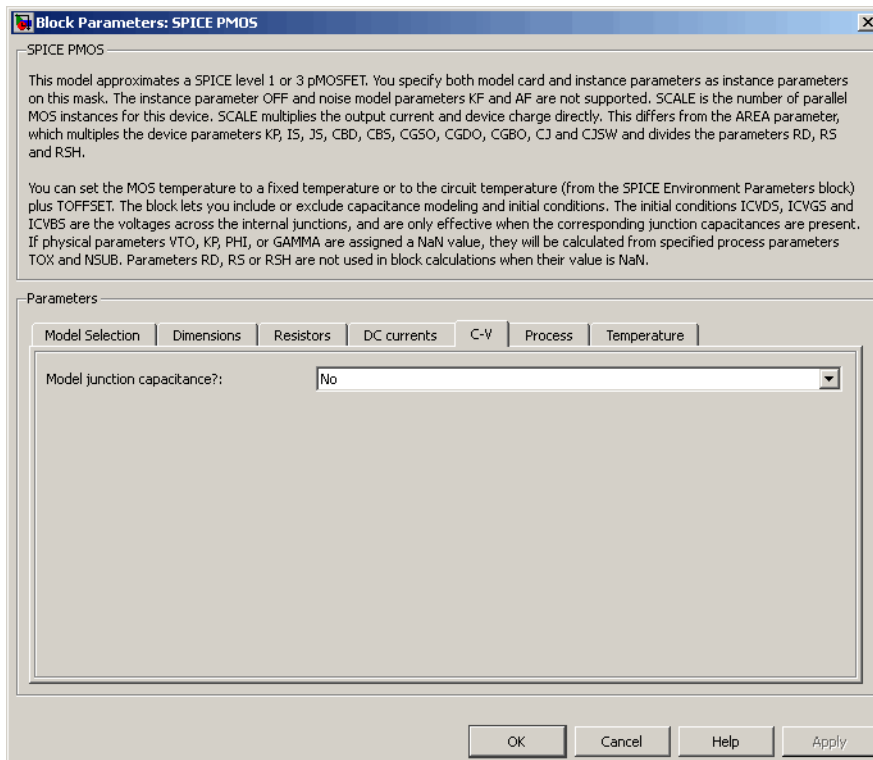 Block Parameters: SPICE PMOS
SPICE PMOS
This model approximates a SPICE level 1 or 3 pMOSFET. You specify both model card and instance parameters as instance parameters
on this mask. The instance parameter OFF and noise model parameters KF and AF are not supported. SCALE is the number of parallel
MOS instances for this device. SCALE multiplies the output current and device charge directly. This differs from the AREA parameter,
which multiples the device parameters KP, IS, JS, CBD, CBS, CGSO, CGDO, CGBO, CJ and CJSW and divides the parameters RD, RS
and RSH.
You can set the MOS temperature to a fixed temperature or to the circuit temperature (from the SPICE Environment Parameters block)
plus TOFFSET. The block lets you include or exclude capacitance modeling and initial conditions. The initial conditions ICVDS, ICVGS and
ICVBS are the voltages across the internal junctions, and are only effective when the corresponding junction capacitances are present.
If physical parameters VTO, KP, PHI, or GAMMA are assigned a NaN value, they will be calculated from specified process parameters
TOX and NSUB. Parameters RD, RS or RSH are not used in block calculations when their value is NaN.
Parameters
Model Selection Dimensions Resistors DC currents C-V Process Temperature
Model junction capacitance?: No
OK Cancel Help Apply